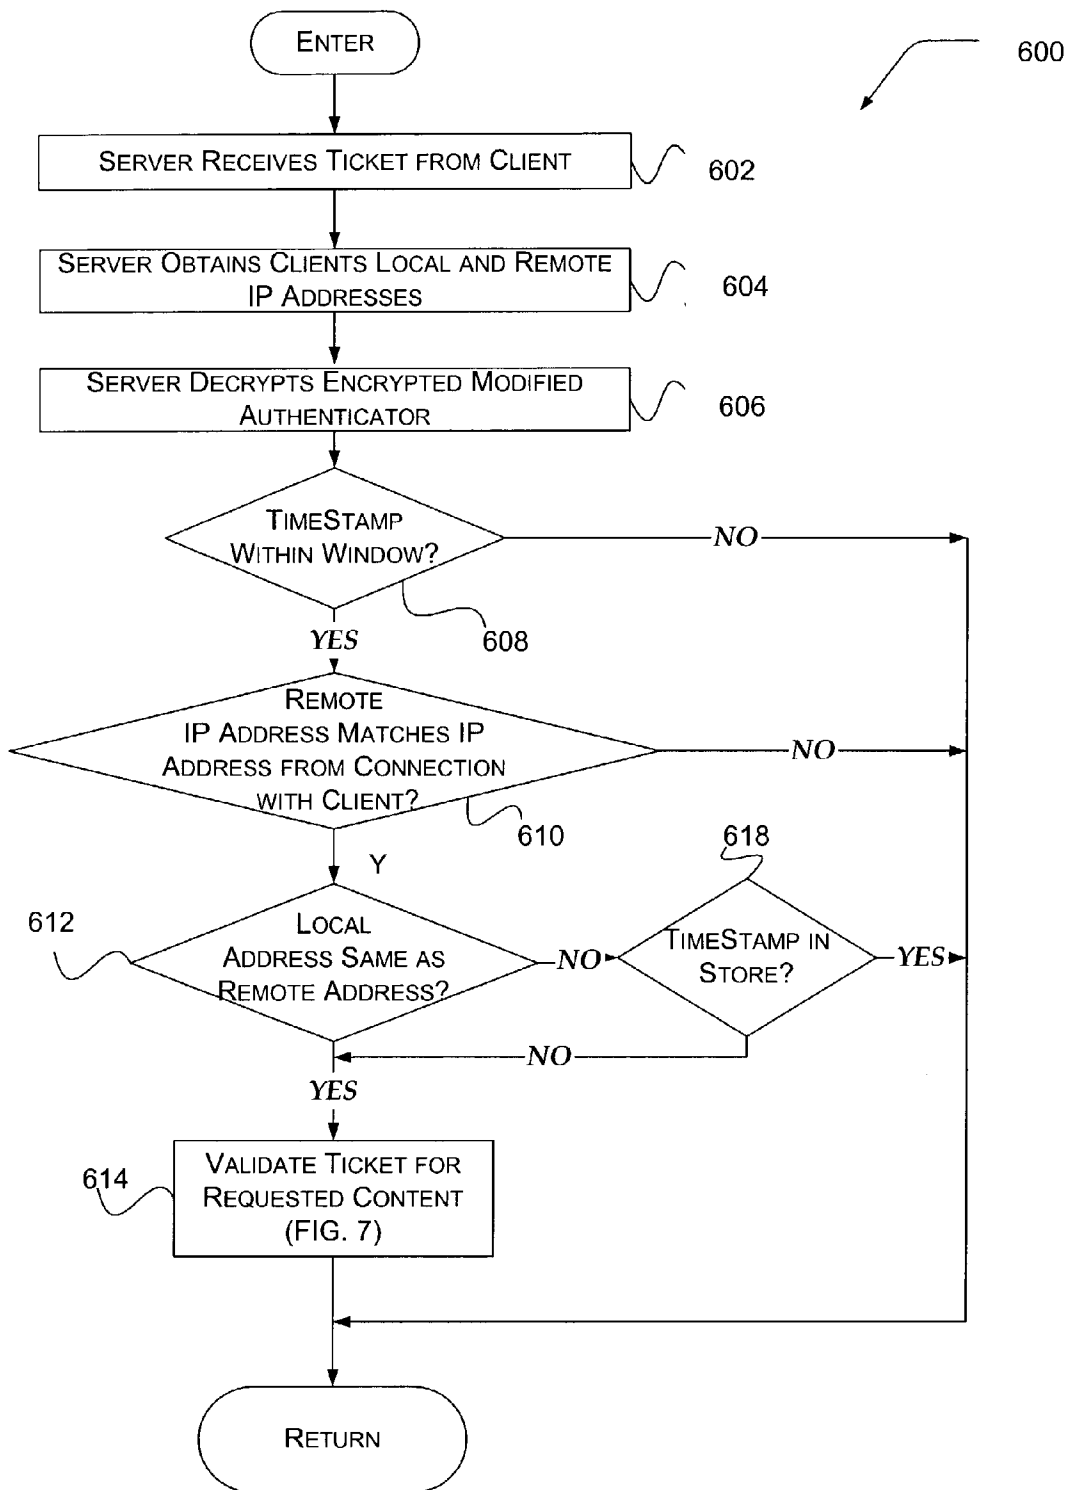 ENTER
600
SERVER RECEIVES TICKET FROM CLIENT
602
SERVER OBTAINS CLIENTS LOCAL AND REMOTE
IP ADDRESSES
604
SERVER DECRYPTS ENCRYPTED MODIFIED
AUTHENTICATOR
606
TIMESTAMP
WITHIN WINDOW?
NO
608
YES
REMOTE
IP ADDRESS MATCHES IP
ADDRESS FROM CONNECTION
WITH CLIENT?
NO
610
Y
618
612
LOCAL
ADDRESS SAME AS
REMOTE ADDRESS?
NO
TIMESTAMP IN
STORE?
YES
NO
YES
614
VALIDATE TICKET FOR
REQUESTED CONTENT
(FIG. 7)
RETURN